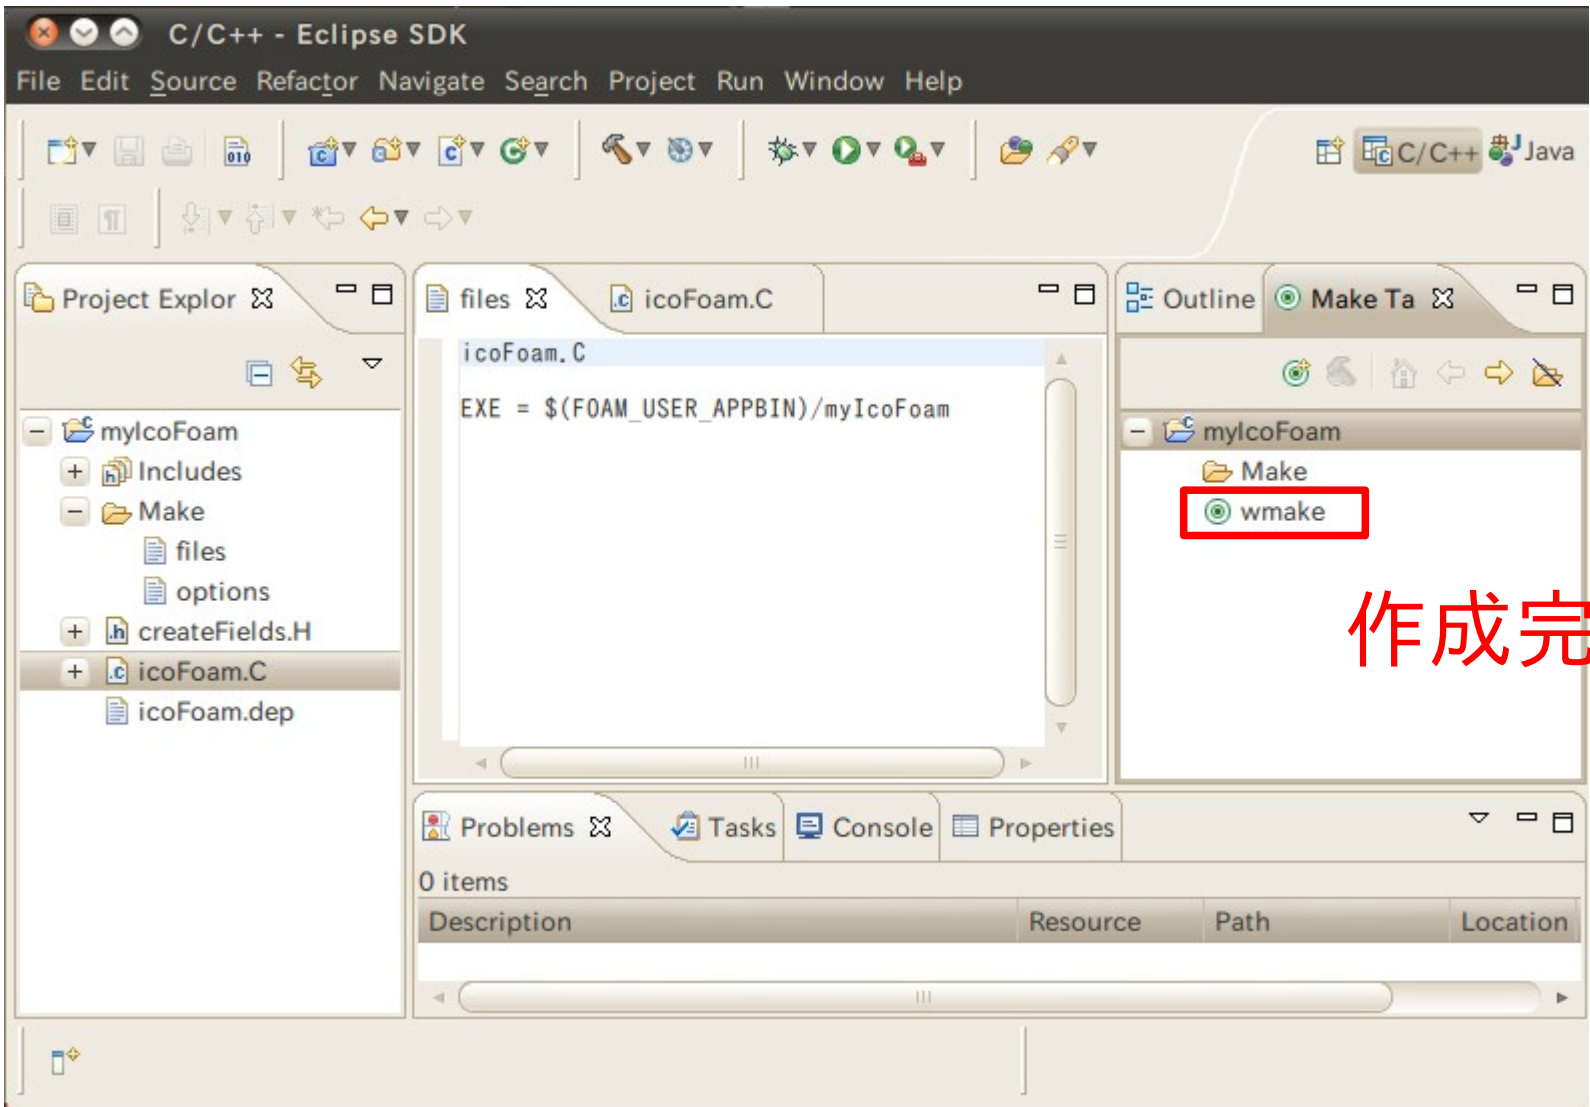 C/C++ - Eclipse SDK
File Edit Source Refactor Navigate Search Project Run Window Help
C/C++ Java
Project Explor
files
icoFoam.C
Outline
Make Ta
myIcoFoam
Includes
Make
files
options
createFields.H
icoFoam.C
icoFoam.dep
icoFoam.C
EXE = $(FOAM_USER_APPBIN)/myIcoFoam
myIcoFoam
Make
wmake
作成完
Problems
Tasks
Console
Properties
0 items
Description Resource Path Location